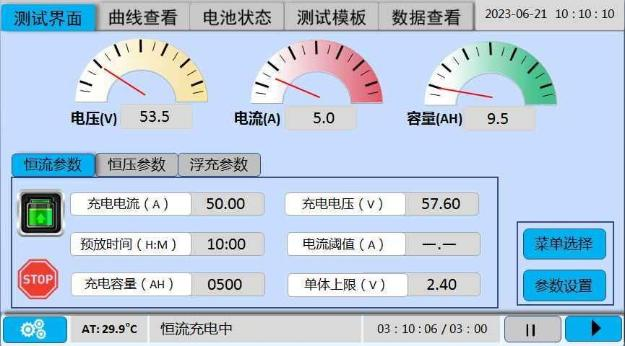 测试界面 曲线查看 电池状态 测试模板 数据查看 2023-06-21 10:10:10
电压(V) 53.5 电流(A) 5.0 容量(AH) 9.5
恒流参数 恒压参数 浮充参数
充电电流(A) 50.00 充电电压(V) 57.60
预放时间(H:M) 10:00 电流阈值(A) —.—
菜单选择
STOP 充电容量(AH) 0500 单体上限(V) 2.40
参数设置
AT:29.9°C 恒流充电中 03:10:06/03:00